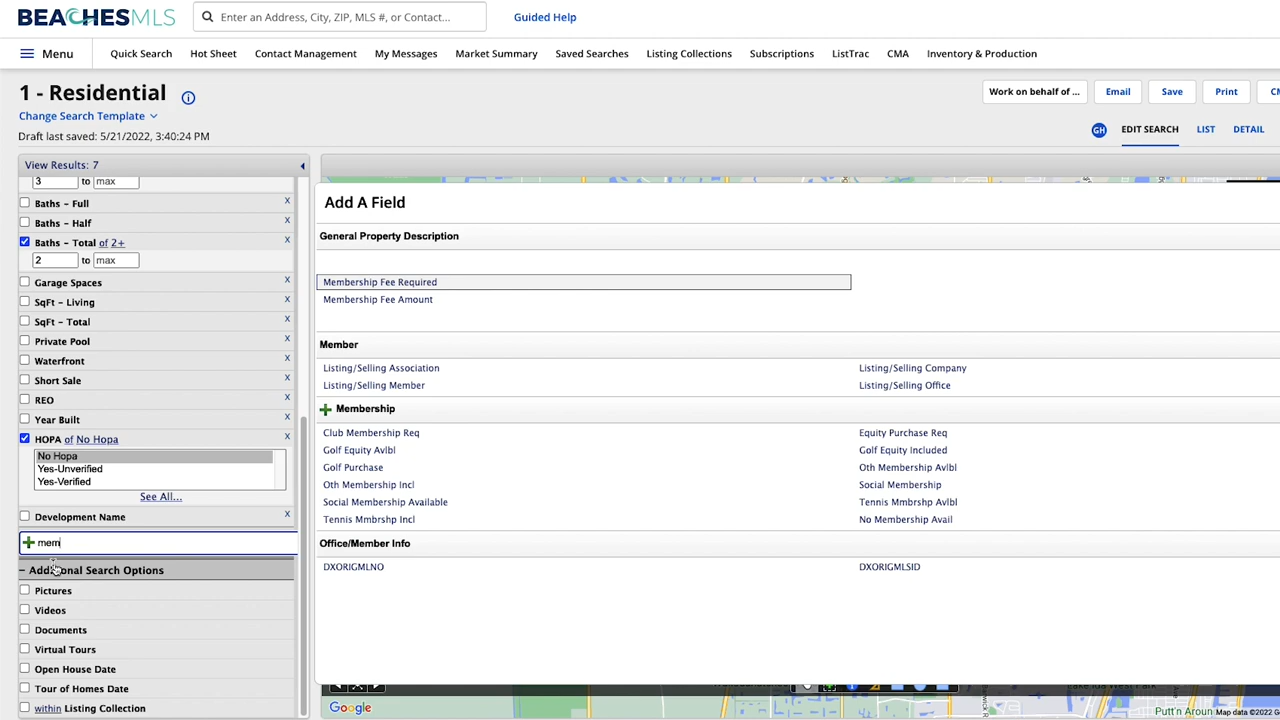 BEACHESMLS
Enter an Address, City, ZIP, MLS #, or Contact...
Guided Help
Menu
Quick Search
Hot Sheet
Contact Management
My Messages
Market Summary
Saved Searches
Listing Collections
Subscriptions
ListTrac
CMA
Inventory & Production
1 - Residential
Work on behalf of ...
Email
Save
Print
Change Search Template
Draft last saved: 5/21/2022, 3:40:24 PM
GH
EDIT SEARCH
LIST
DETAIL
View Results: 7
3 to max
Baths - Full X
Baths - Half X
Baths - Total of 2+ X
2 to max
Garage Spaces X
SqFt - Living X
SqFt - Total X
Private Pool X
Waterfront X
Short Sale X
REO X
Year Built X
HOPA of No Hopa X
No Hopa
Yes-Unverified
Yes-Verified
See All...
Development Name X
mem
- Additional Search Options
Pictures
Videos
Documents
Virtual Tours
Open House Date
Tour of Homes Date
within Listing Collection
Add A Field
General Property Description
Membership Fee Required
Membership Fee Amount
Member
Listing/Selling Association
Listing/Selling Company
Listing/Selling Member
Listing/Selling Office
Membership
Club Membership Req
Equity Purchase Req
Golf Equity Avlbl
Golf Equity Included
Golf Purchase
Oth Membership Avlbl
Oth Membership Incl
Social Membership
Social Membership Available
Tennis Mmbrshp Avlbl
Tennis Mmbrshp Incl
No Membership Avail
Office/Member Info
DXORIGMLNO
DXORIGMLSID
Google
Putt'n Aroun
Map data ©2022 G